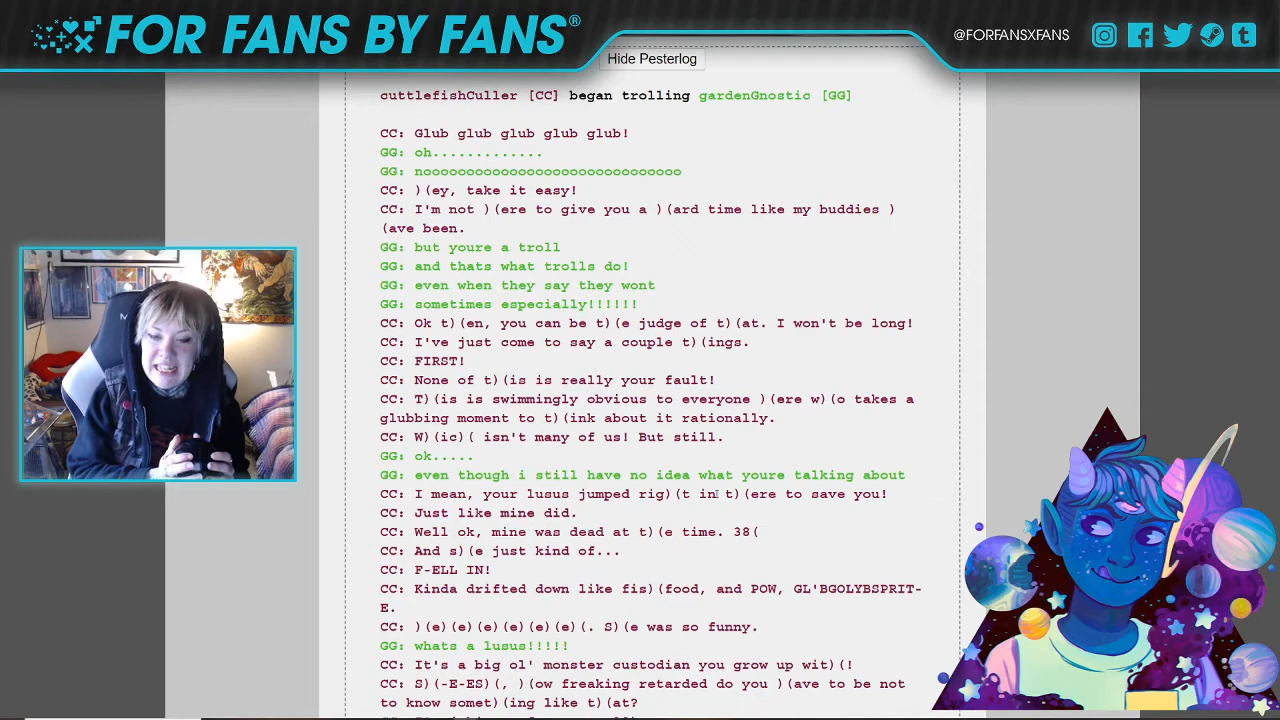 FOR FANS BY FANS®
@FORFANSXFANS
Hide Pesterlog
cuttlefishCuller [CC] began trolling gardenGnostic [GG]
CC: Glub glub glub glub glub!
GG: oh.............
GG: noooooooooooooooooooooooooooooo
CC: )(ey, take it easy!
CC: I'm not )(ere to give you a )(ard time like my buddies )
(ave been.
GG: but youre a troll
GG: and thats what trolls do!
GG: even when they say they wont
GG: sometimes especially!!!!!!
CC: Ok t)(en, you can be t)(e judge of t)(at. I won't be long!
CC: I've just come to say a couple t)(ings.
CC: FIRST!
CC: None of t)(is is really your fault!
CC: T)(is is swimmingly obvious to everyone )(ere w)(o takes a
glubbing moment to t)(ink about it rationally.
CC: W)(ic)( isn't many of us! But still.
GG: ok.....
GG: even though i still have no idea what youre talking about
CC: I mean, your lusus jumped rig)(t in t)(ere to save you!
CC: Just like mine did.
CC: Well ok, mine was dead at t)(e time. 38(
CC: And s)(e just kind of...
CC: F-ELL IN!
CC: Kinda drifted down like fis)(food, and POW, GL'BGOLYBSPRIT-
E.
CC: )(e)(e)(e)(e)(e)(e)(. S)(e was so funny.
GG: whats a lusus!!!!!
CC: It's a big ol' monster custodian you grow up wit)(!
CC: S)(-E-ES)(, )(ow freaking retarded do you )(ave to be not
to know somet)(ing like t)(at?